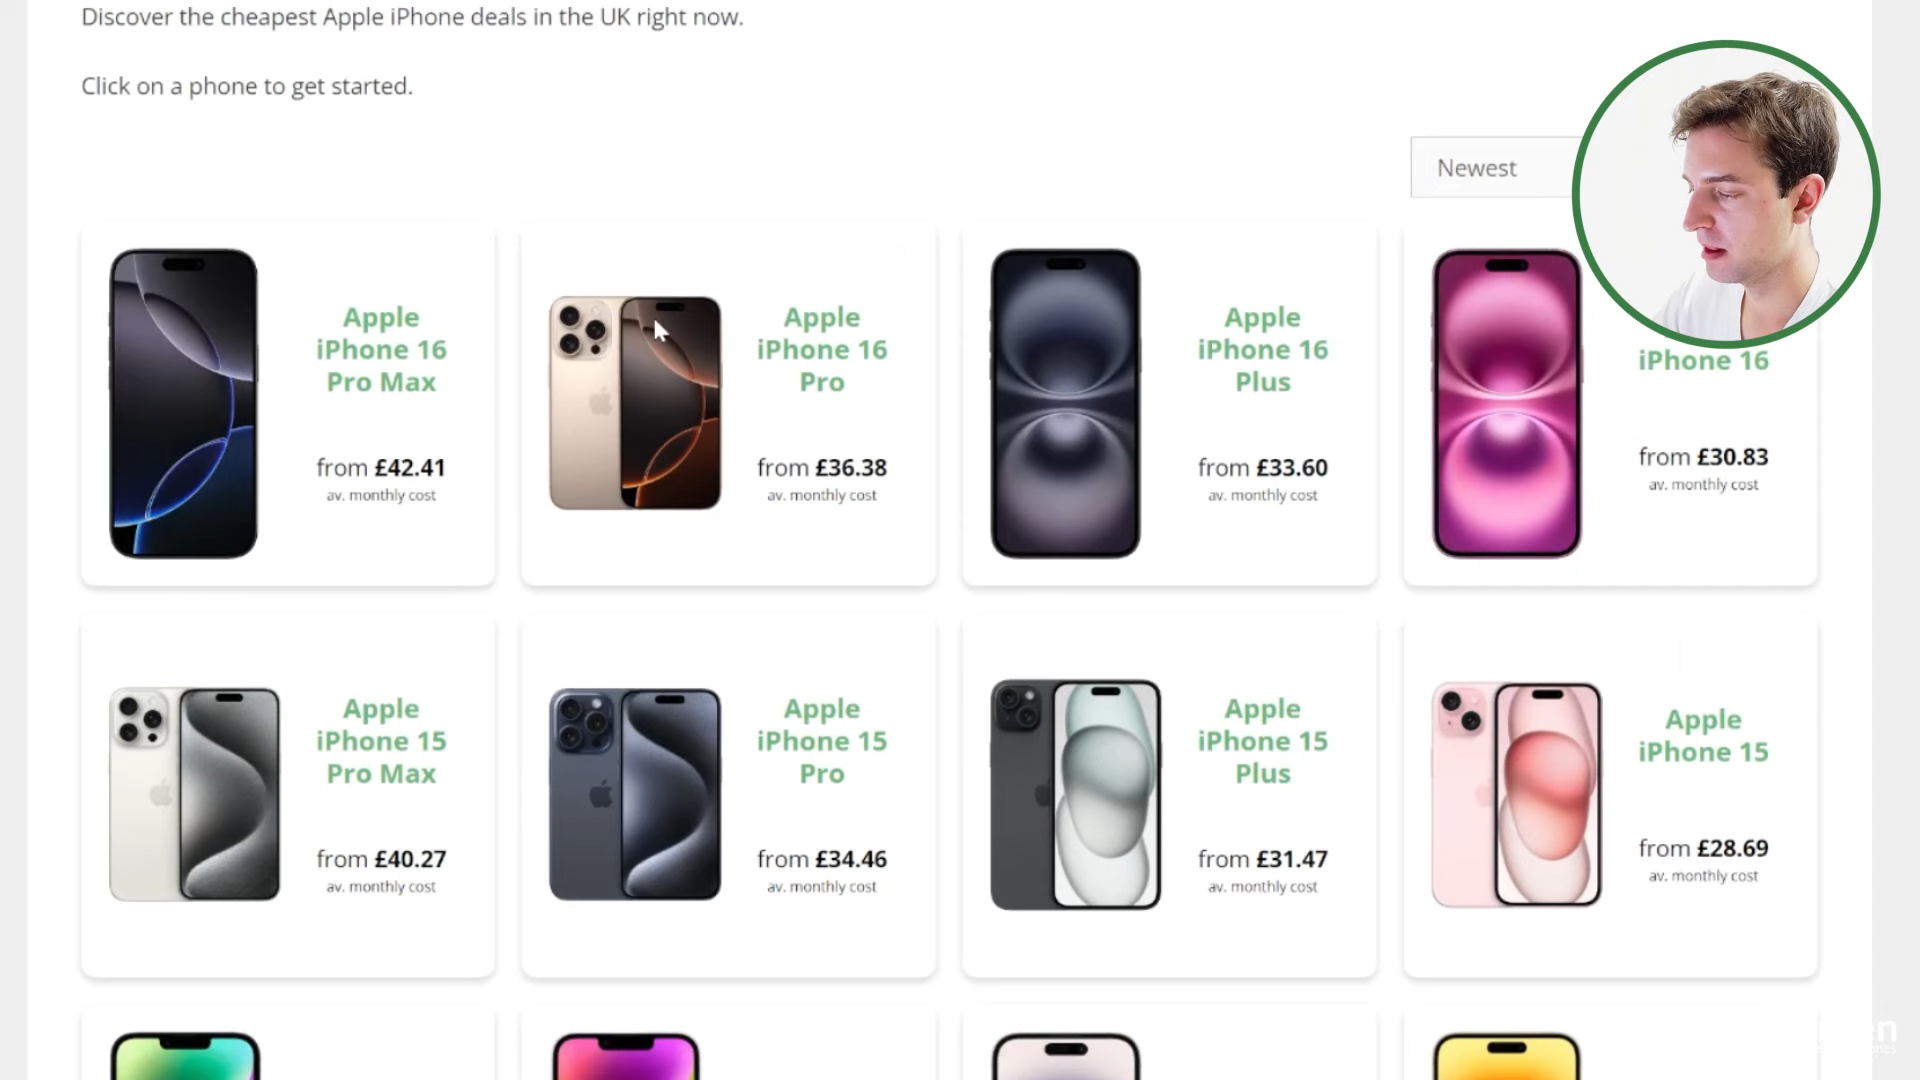 Discover the cheapest Apple iPhone deals in the UK right now.
Click on a phone to get started.
Newest
Apple
iPhone 16
Pro Max
from £42.41
av. monthly cost
Apple
iPhone 16
Pro
from £36.38
av. monthly cost
Apple
iPhone 16
Plus
from £33.60
av. monthly cost
iPhone 16
from £30.83
av. monthly cost
Apple
iPhone 15
Pro Max
from £40.27
av. monthly cost
Apple
iPhone 15
Pro
from £34.46
av. monthly cost
Apple
iPhone 15
Plus
from £31.47
av. monthly cost
Apple
iPhone 15
from £28.69
av. monthly cost